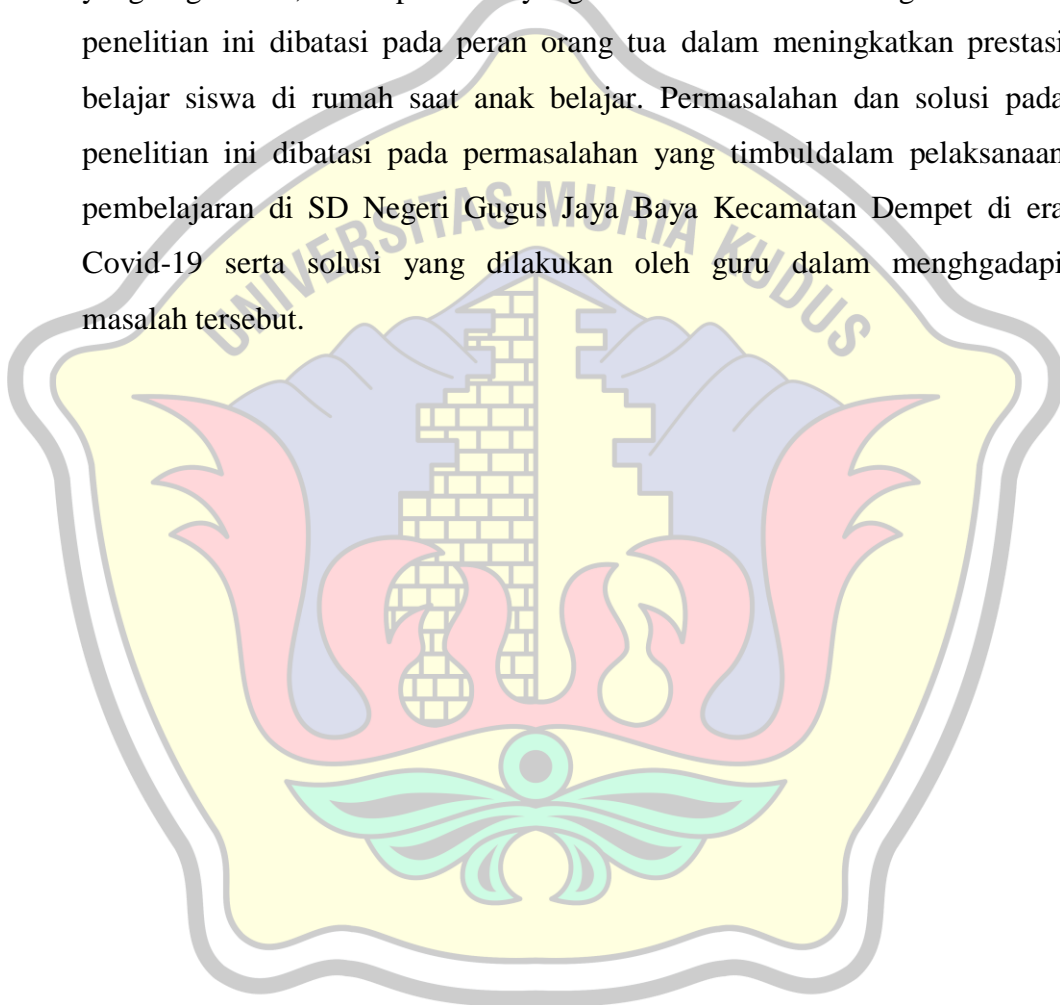 penelitian ini dibatasi pada peran orang tua dalam meningkatkan prestasi
belajar siswa di rumah saat anak belajar. Permasalahan dan solusi pada
penelitian ini dibatasi pada permasalahan yang timbuldalam pelaksanaan
pembelajaran di SD Negeri Gugus Jaya Baya Kecamatan Dempet di era
Covid-19 serta solusi yang dilakukan oleh guru dalam menghgadapi
masalah tersebut.
UNIVERSITAS MURIA KUDUS